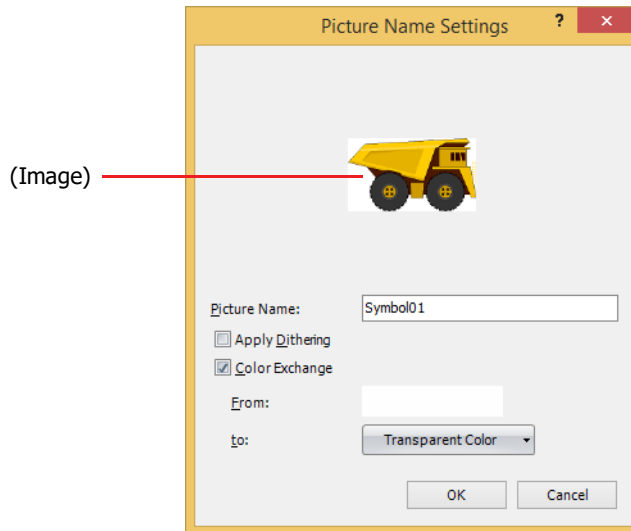 Picture Name Settings ? ×
(Image)
Picture Name: Symbol01
Apply Dithering
Color Exchange
From:
to: Transparent Color
OK Cancel